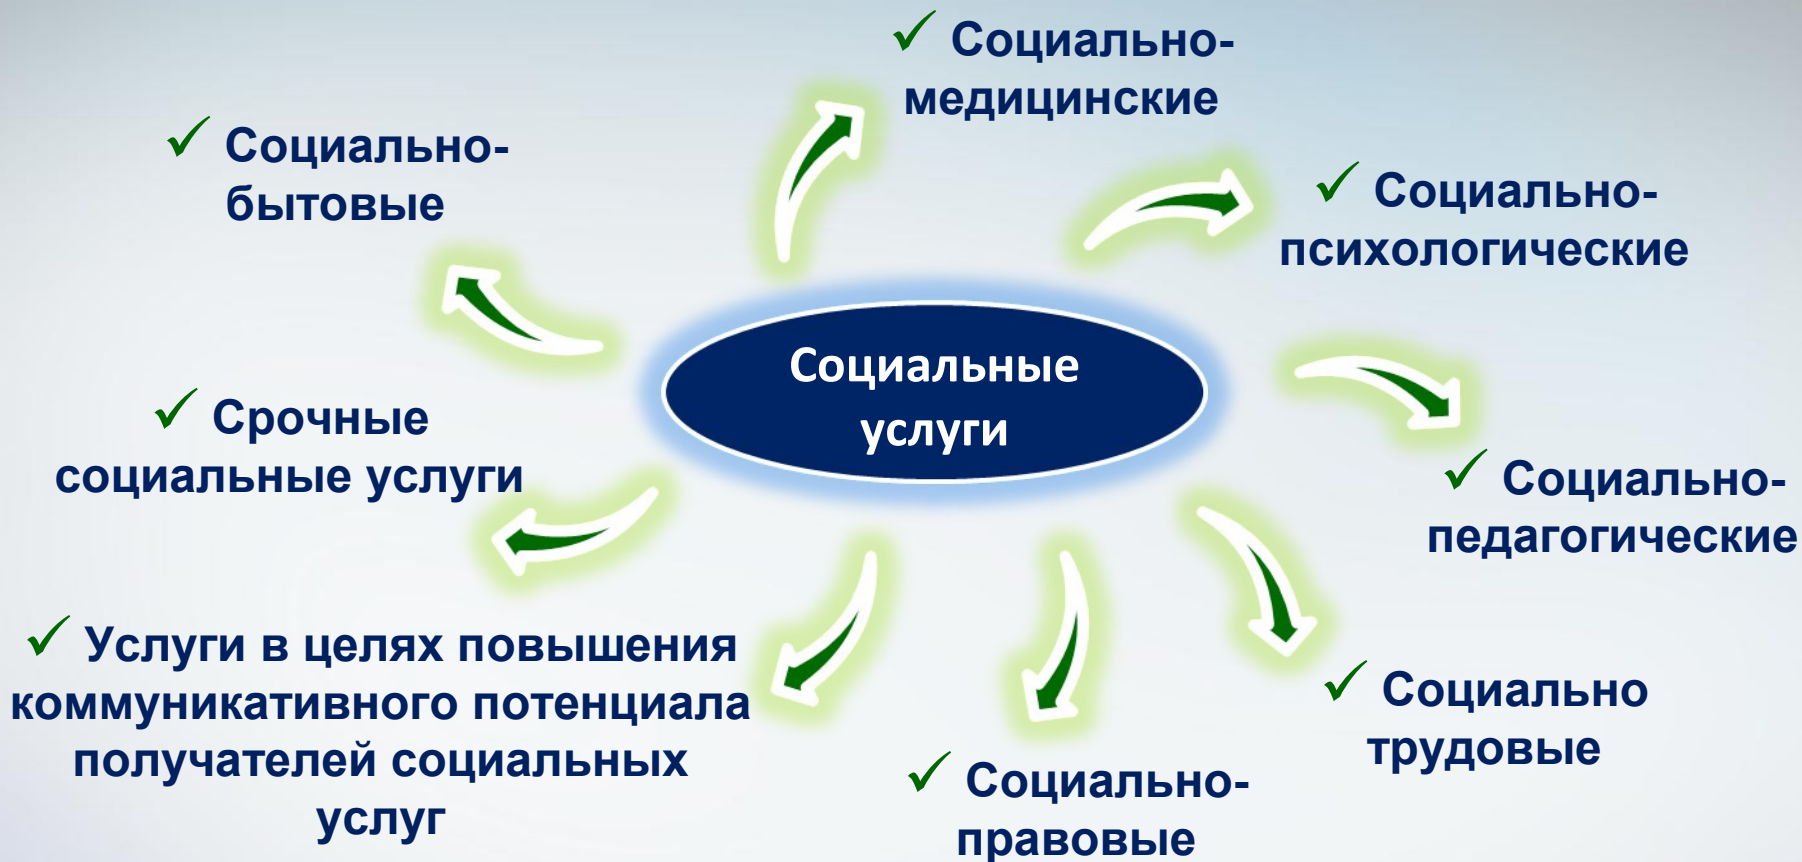 ✓ Социально-
медицинские
✓ Социально-
бытовые
✓ Социально-
психологические
Социальные
услуги
✓ Срочные
социальные услуги
✓ Социально-
педагогические
✓ Услуги в целях повышения
коммуникативного потенциала
получателей социальных
услуг
✓ Социально
трудовые
✓ Социально-
правовые